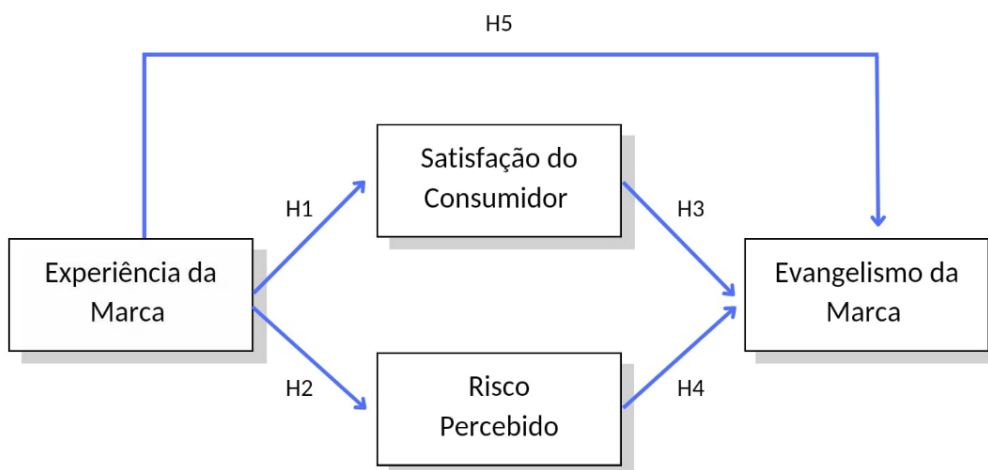 H5
Satisfação do
Consumidor
H1
H3
Experiência da
Marca
Evangelismo da
Marca
H2
H4
Risco
Percebido